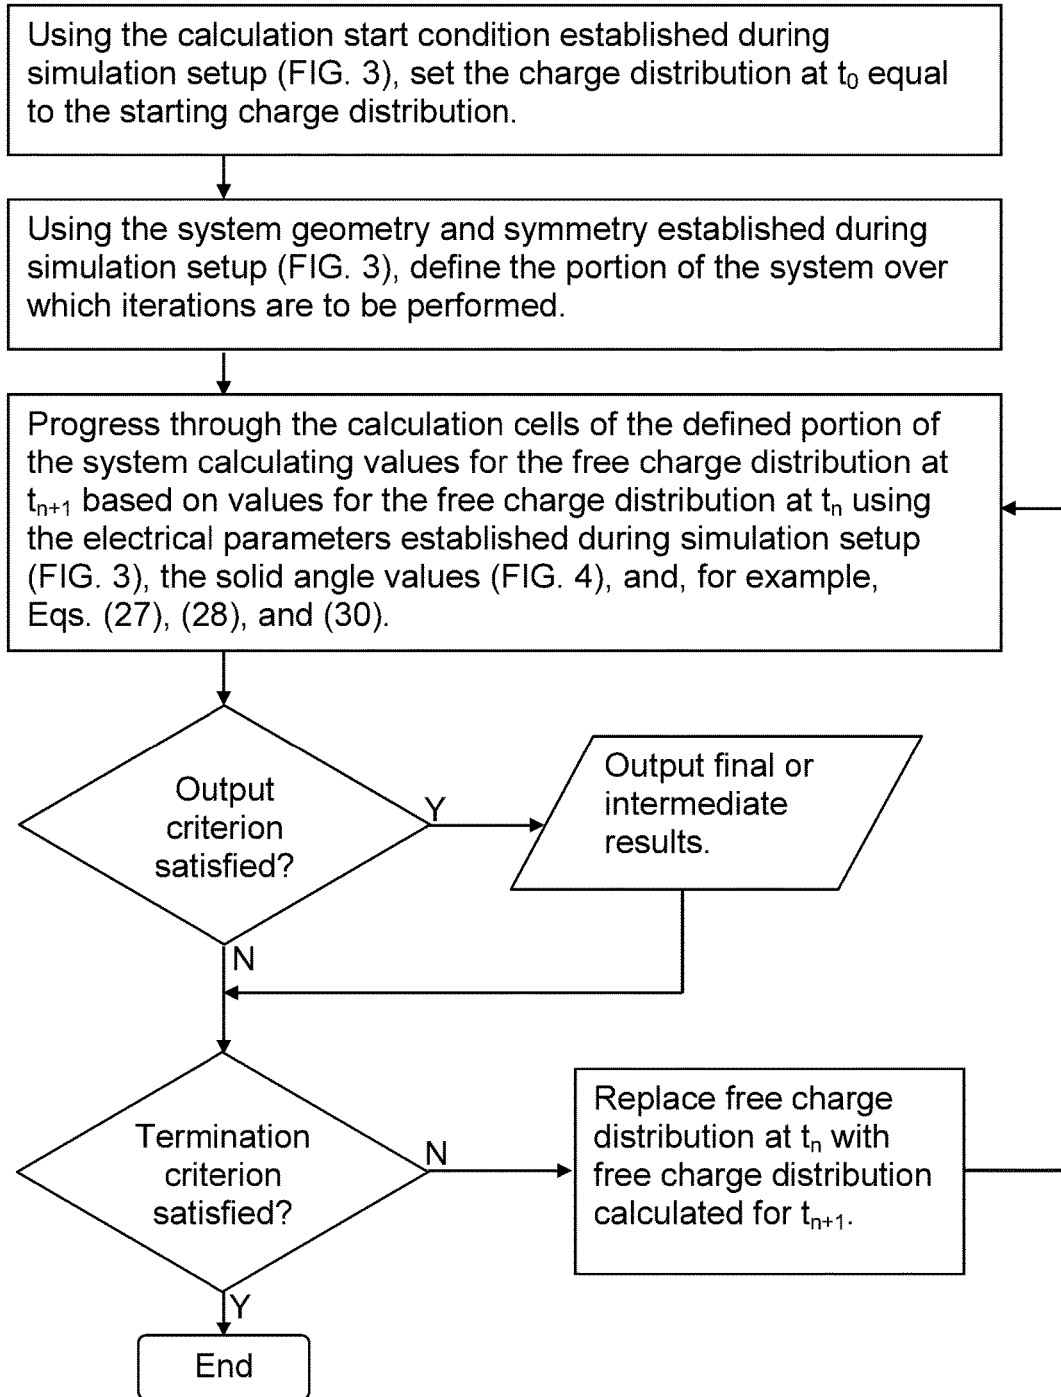 Using the calculation start condition established during
simulation setup (FIG. 3), set the charge distribution at t₀ equal
to the starting charge distribution.
Using the system geometry and symmetry established during
simulation setup (FIG. 3), define the portion of the system over
which iterations are to be performed.
Progress through the calculation cells of the defined portion of
the system calculating values for the free charge distribution at
tₙ₊₁ based on values for the free charge distribution at tₙ using
the electrical parameters established during simulation setup
(FIG. 3), the solid angle values (FIG. 4), and, for example,
Eqs. (27), (28), and (30).
Output
criterion
satisfied?
Y
Output final or
intermediate
results.
N
Termination
criterion
satisfied?
N
Replace free charge
distribution at tₙ with
free charge distribution
calculated for tₙ₊₁.
Y
End